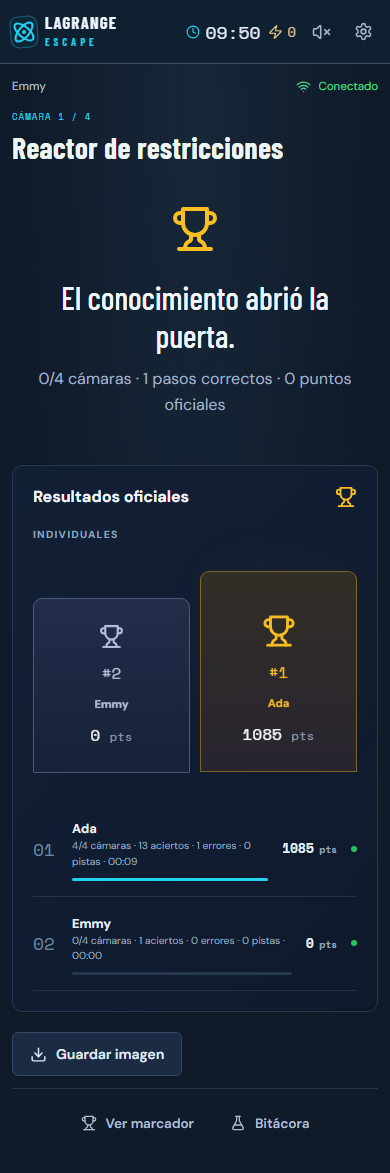 LAGRANGE
ESCAPE
09:50
0
Emmy
Conectado
CÁMARA 1 / 4
Reactor de restricciones
El conocimiento abrió la
puerta.
0/4 cámaras · 1 pasos correctos · 0 puntos
oficiales
Resultados oficiales
INDIVIDUALES
#2
Emmy
0 pts
#1
Ada
1085 pts
01
Ada
4/4 cámaras · 13 aciertos · 1 errores · 0
pistas · 00:09
1085 pts
02
Emmy
0/4 cámaras · 1 aciertos · 0 errores · 0 pistas ·
00:00
0 pts
Guardar imagen
Ver marcador
Bitácora